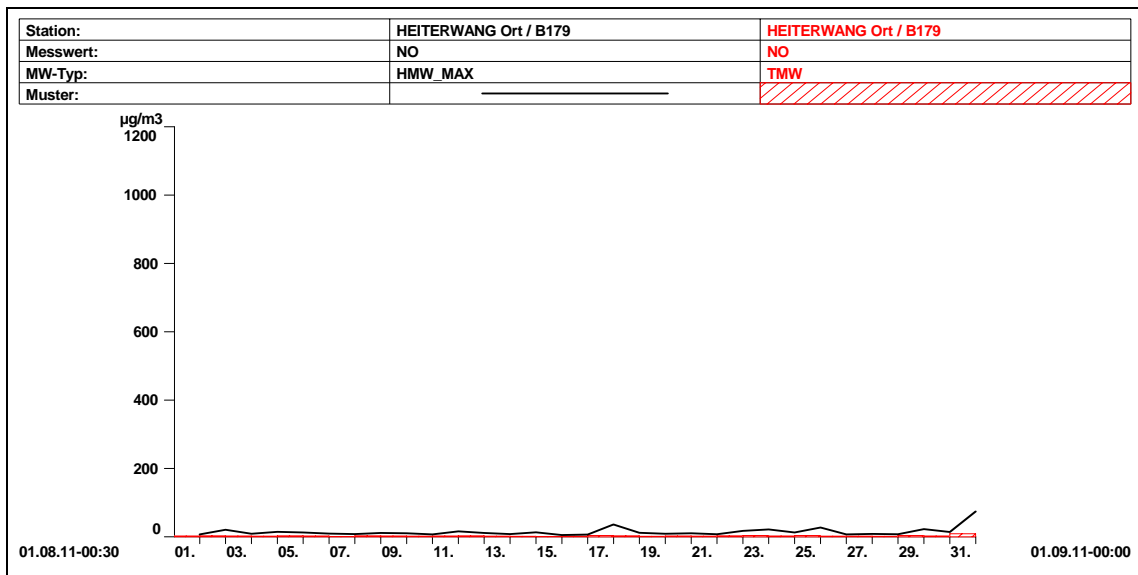 Station: HEITERWANG Ort / B179 HEITERWANG Ort / B179
Messwert: NO NO
MW-Typ: HMW_MAX TMW
Muster:
µg/m3
1200
1000
800
600
400
200
0
01.08.11-00:30 01. 03. 05. 07. 09. 11. 13. 15. 17. 19. 21. 23. 25. 27. 29. 31. 01.09.11-00:00